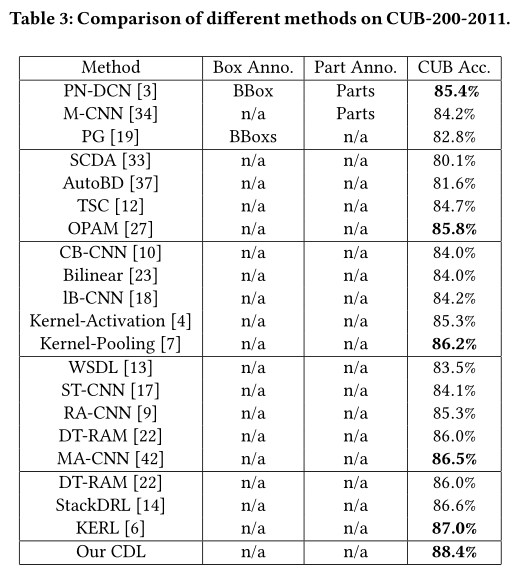 Table 3: Comparison of different methods on CUB-200-2011.
Method Box Anno. Part Anno. CUB Acc.
PN-DCN [3] BBox Parts 85.4%
M-CNN [34] n/a Parts 84.2%
PG [19] BBoxs n/a 82.8%
SCDA [33] n/a n/a 80.1%
AutoBD [37] n/a n/a 81.6%
TSC [12] n/a n/a 84.7%
OPAM [27] n/a n/a 85.8%
CB-CNN [10] n/a n/a 84.0%
Bilinear [23] n/a n/a 84.0%
lB-CNN [18] n/a n/a 84.2%
Kernel-Activation [4] n/a n/a 85.3%
Kernel-Pooling [7] n/a n/a 86.2%
WSDL [13] n/a n/a 83.5%
ST-CNN [17] n/a n/a 84.1%
RA-CNN [9] n/a n/a 85.3%
DT-RAM [22] n/a n/a 86.0%
MA-CNN [42] n/a n/a 86.5%
DT-RAM [22] n/a n/a 86.0%
StackDRL [14] n/a n/a 86.6%
KERL [6] n/a n/a 87.0%
Our CDL n/a n/a 88.4%